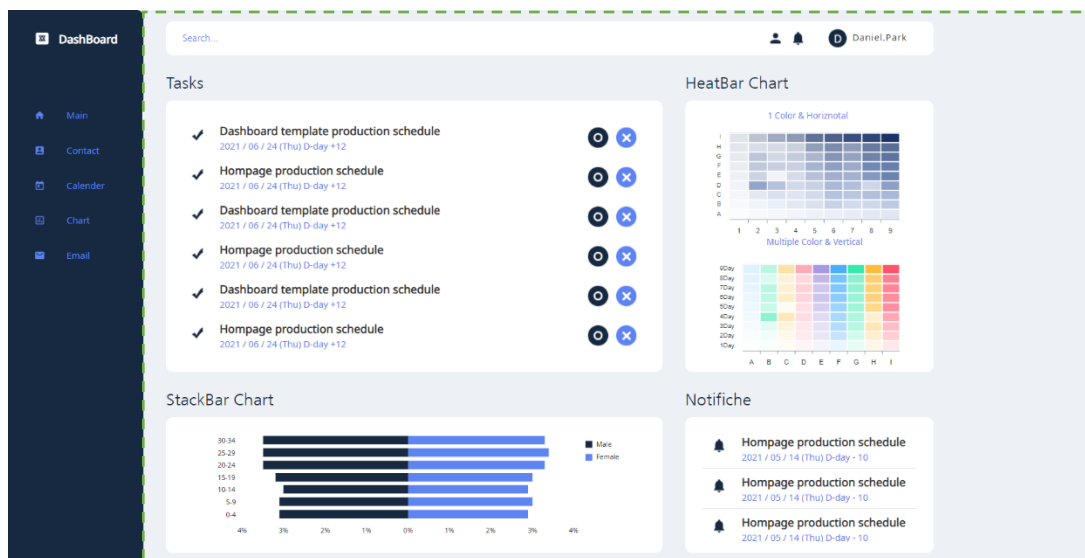 DashBoard
Main
Contact
Calender
Chart
Email
Search...
D Daniel.Park
Tasks
Dashboard template production schedule
2021 / 06 / 24 (Thu) D-day +12
Hompage production schedule
2021 / 06 / 24 (Thu) D-day +12
Dashboard template production schedule
2021 / 06 / 24 (Thu) D-day +12
Hompage production schedule
2021 / 06 / 24 (Thu) D-day +12
Dashboard template production schedule
2021 / 06 / 24 (Thu) D-day +12
Hompage production schedule
2021 / 06 / 24 (Thu) D-day +12
HeatBar Chart
1 Color & Horiznotal
I
H
G
F
E
D
C
B
A
1 2 3 4 5 6 7 8 9
Multiple Color & Vertical
9Day
8Day
7Day
6Day
5Day
4Day
3Day
2Day
1Day
A B C D E F G H I
StackBar Chart
30-34
25-29
20-24
15-19
10-14
5-9
0-4
4% 3% 2% 1% 0% 1% 2% 3% 4%
Male
Female
Notifiche
Hompage production schedule
2021 / 05 / 14 (Thu) D-day - 10
Hompage production schedule
2021 / 05 / 14 (Thu) D-day - 10
Hompage production schedule
2021 / 05 / 14 (Thu) D-day - 10